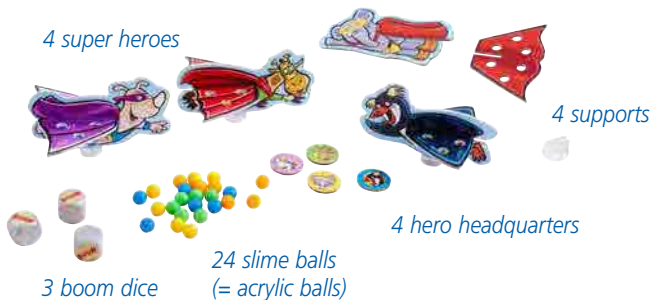 4 super heroes
4 supports
4 hero headquarters
3 boom dice
24 slime balls
(= acrylic balls)